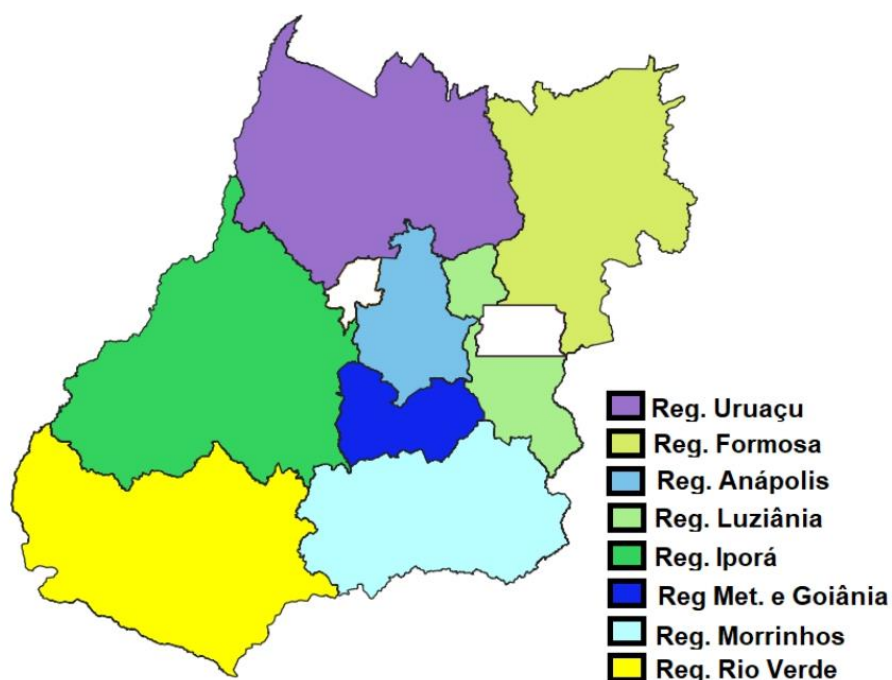 Reg. Uruaçu
Reg. Formosa
Reg. Anápolis
Reg. Luziânia
Reg. Iporá
Reg Met. e Goiânia
Reg. Morrinhos
Reg. Rio Verde